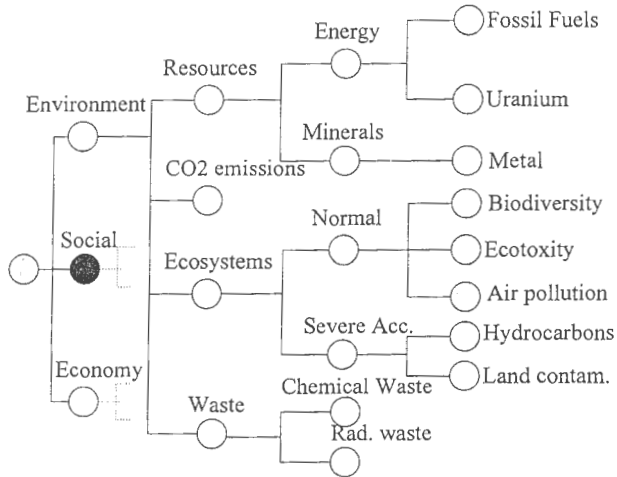 Energy
Fossil Fuels
Resources
Environment
Uranium
Minerals
CO2 emissions
Metal
Normal
Biodiversity
Social
Ecosystems
Ecotoxity
Air pollution
Severe Acc.
Hydrocarbons
Economy
Land contam.
Chemical Waste
Waste
Rad. waste